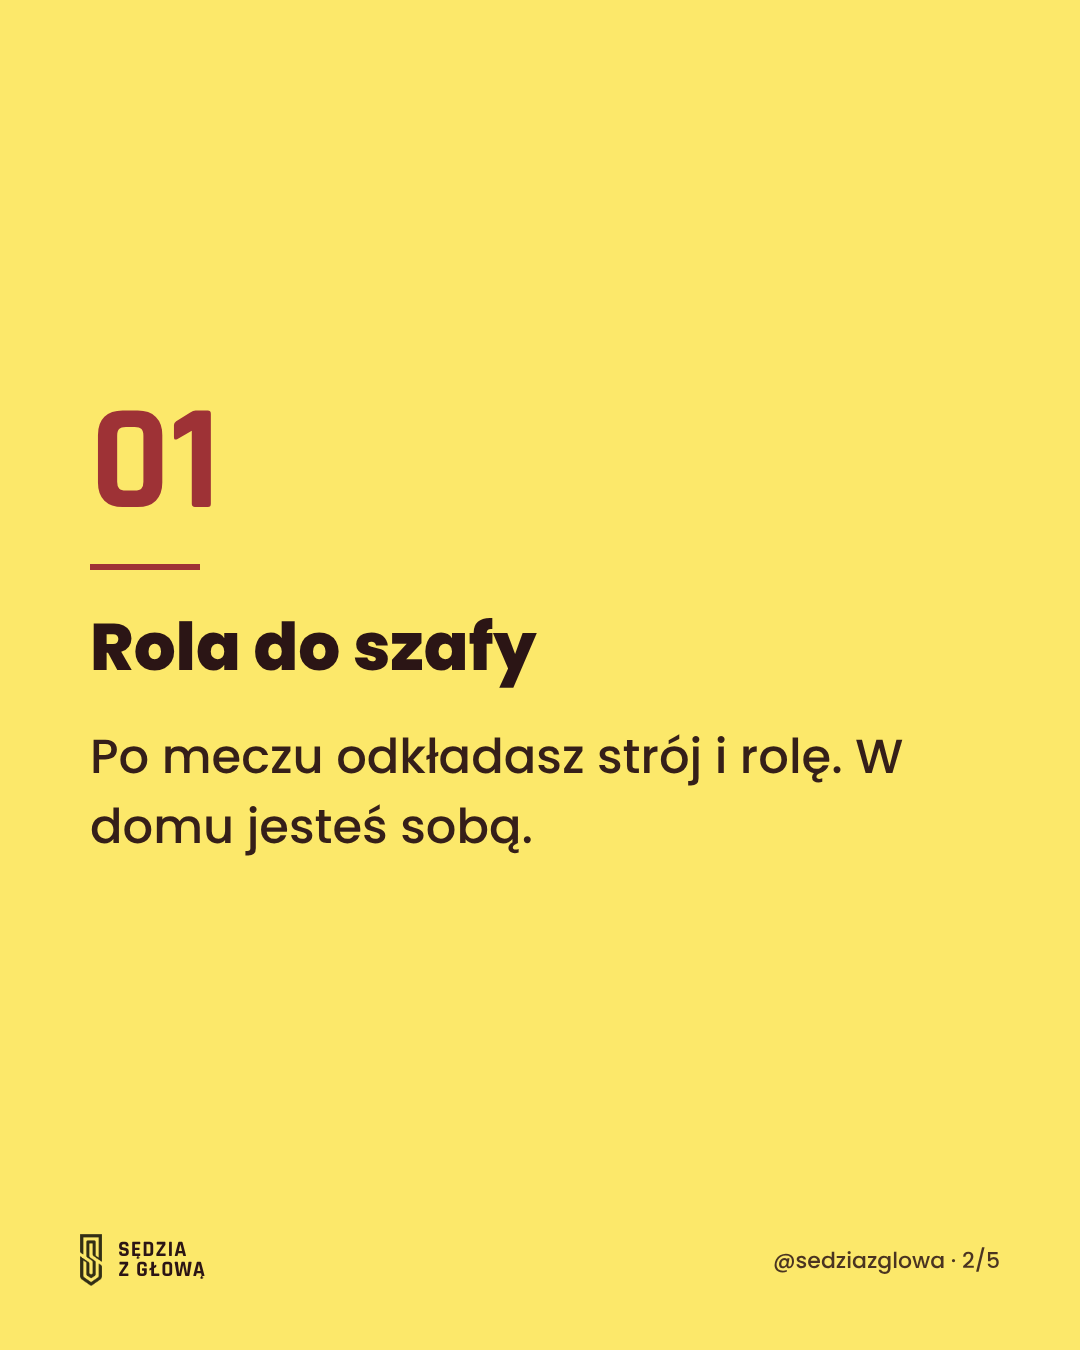 01
Rola do szafy
Po meczu odkładasz strój i rolę. W
domu jesteś sobą.
SĘDZIA
Z GŁOWĄ
@sedziazglowa · 2/5